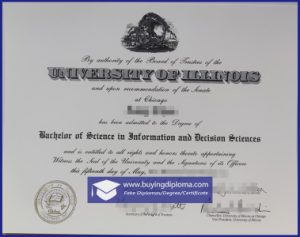 By authority of the Board of Trustees of the
UNIVERSITY OF ILLINOIS
and upon recommendation of the Senate
at Chicago
has been admitted to the Degree of
Bachelor of Science in Information and Decision Sciences
and is entitled to all rights and honors thereto appertaining
Witness the Seal of the University and the Signatures of its Officers
this fifteenth day of May,
www.buyingdiploma.com
Fake Diplomas/Degree/Certificate